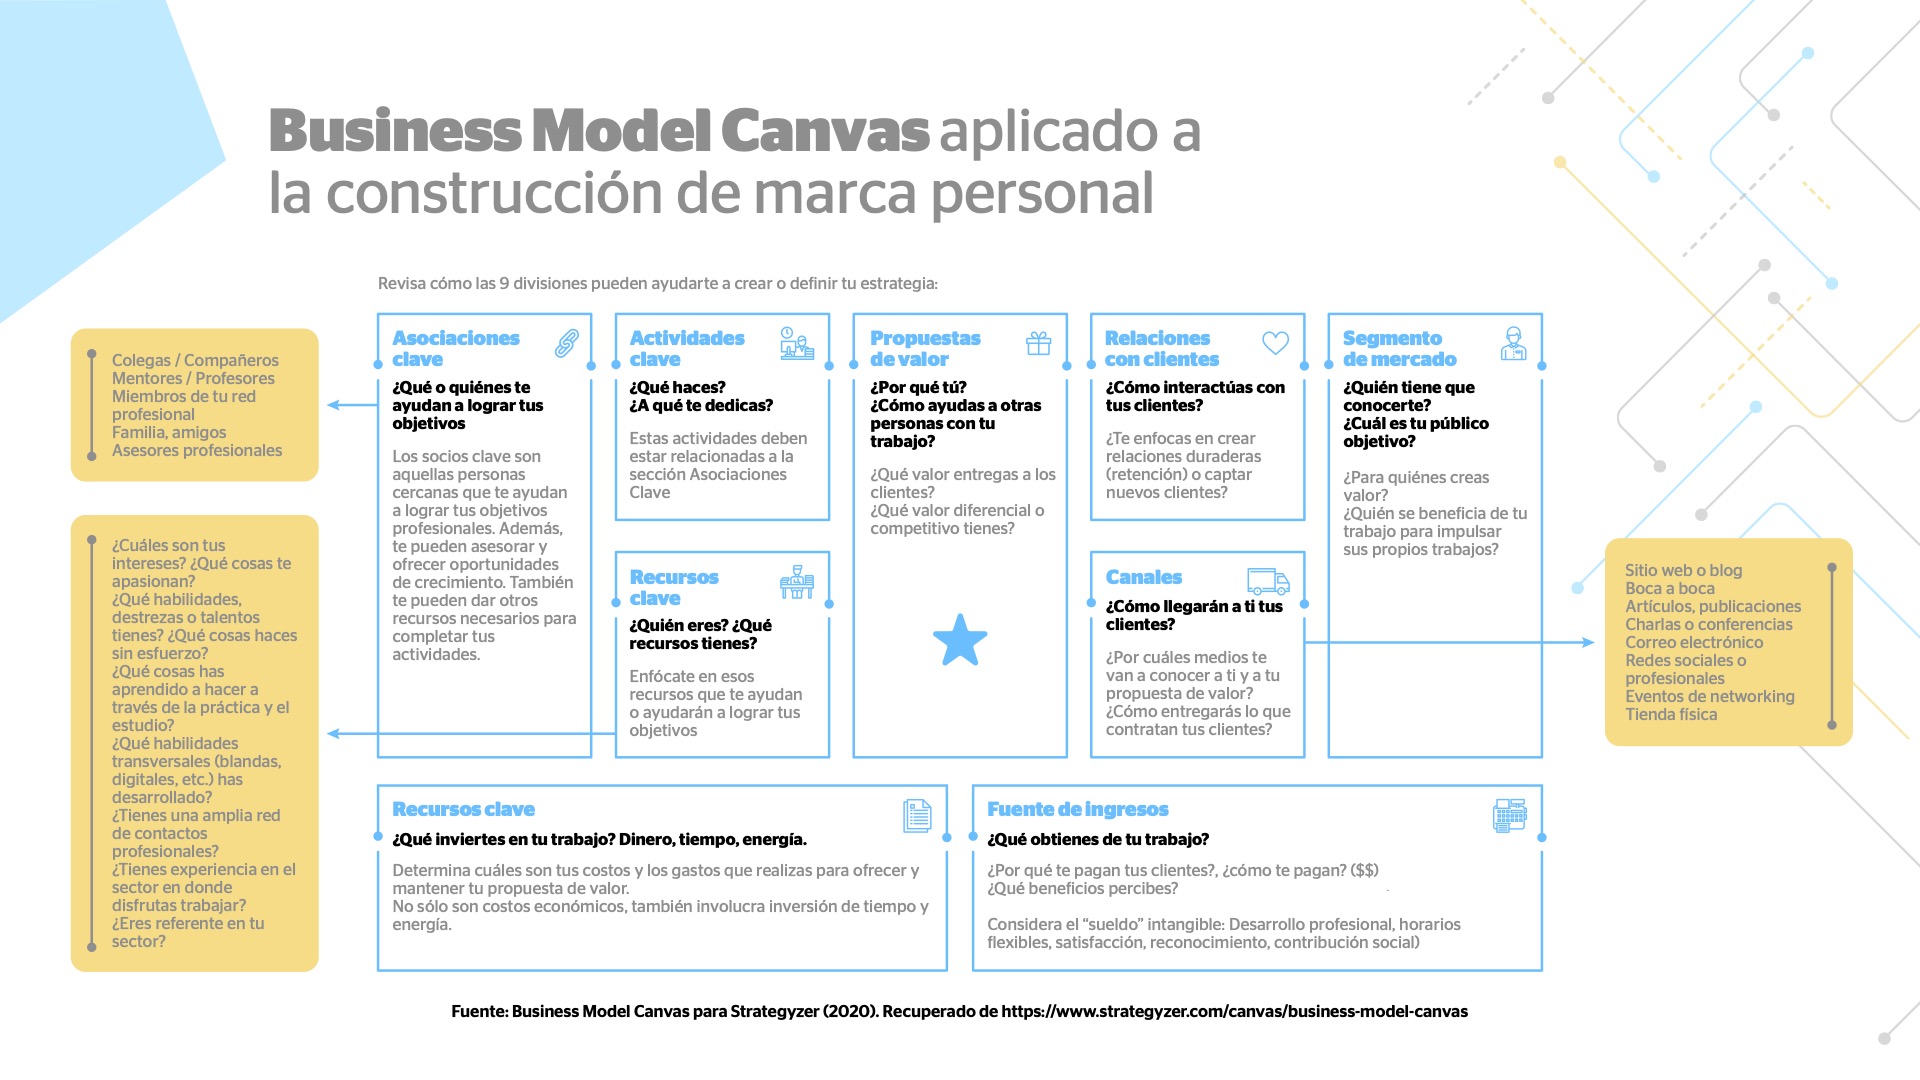 Business Model Canvas aplicado a
la construcción de marca personal
Revisa cómo las 9 divisiones pueden ayudarte a crear o definir tu estrategia:
Colegas / Compañeros
Mentores / Profesores
Miembros de tu red
profesional
Familia, amigos
Asesores profesionales
¿Cuáles son tus
intereses? ¿Qué cosas te
apasionan?
¿Qué habilidades,
destrezas o talentos
tienes? ¿Qué cosas haces
sin esfuerzo?
¿Qué cosas has
aprendido a hacer a
través de la práctica y el
estudio?
¿Qué habilidades
transversales (blandas,
digitales, etc.) has
desarrollado?
¿Tienes una amplia red
de contactos
profesionales?
¿Tienes experiencia en el
sector en donde
disfrutas trabajar?
¿Eres referente en tu
sector?
Asociaciones
clave
¿Qué o quiénes te
ayudan a lograr tus
objetivos
Los socios clave son
aquellas personas
cercanas que te ayudan
a lograr tus objetivos
profesionales. Además,
te pueden asesorar y
ofrecer oportunidades
de crecimiento. También
te pueden dar otros
recursos necesarios para
completar tus
actividades.
Actividades
clave
¿Qué haces?
¿A qué te dedicas?
Estas actividades deben
estar relacionadas a la
sección Asociaciones
Clave
Recursos
clave
¿Quién eres? ¿Qué
recursos tienes?
Enfócate en esos
recursos que te ayudan
o ayudarán a lograr tus
objetivos
Propuestas
de valor
¿Por qué tú?
¿Cómo ayudas a otras
personas con tu
trabajo?
¿Qué valor entregas a los
clientes?
¿Qué valor diferencial o
competitivo tienes?
Relaciones
con clientes
¿Cómo interactúas con
tus clientes?
¿Te enfocas en crear
relaciones duraderas
(retención) o captar
nuevos clientes?
Canales
¿Cómo llegarán a ti tus
clientes?
¿Por cuáles medios te
van a conocer a ti y a tu
propuesta de valor?
¿Cómo entregarás lo que
contratan tus clientes?
Segmento
de mercado
¿Quién tiene que
conocerte?
¿Cuál es tu público
objetivo?
¿Para quiénes creas
valor?
¿Quién se beneficia de tu
trabajo para impulsar
sus propios trabajos?
Sitio web o blog
Boca a boca
Artículos, publicaciones
Charlas o conferencias
Correo electrónico
Redes sociales o
profesionales
Eventos de networking
Tienda física
Recursos clave
¿Qué inviertes en tu trabajo? Dinero, tiempo, energía.
Determina cuáles son tus costos y los gastos que realizas para ofrecer y
mantener tu propuesta de valor.
No sólo son costos económicos, también involucra inversión de tiempo y
energía.
Fuente de ingresos
¿Qué obtienes de tu trabajo?
¿Por qué te pagan tus clientes?, ¿cómo te pagan? ($$)
¿Qué beneficios percibes?
Considera el “sueldo” intangible: Desarrollo profesional, horarios
flexibles, satisfacción, reconocimiento, contribución social)
Fuente: Business Model Canvas para Strategyzer (2020). Recuperado de https://www.strategyzer.com/canvas/business-model-canvas